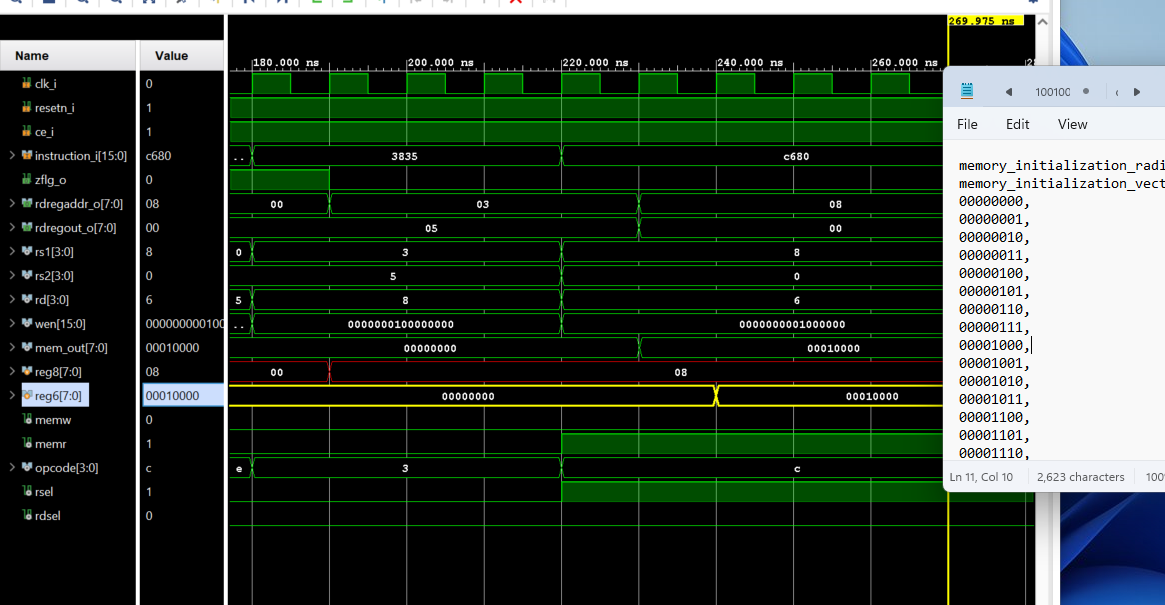 269.975 ns
Name Value
180.000 ns 200.000 ns 220.000 ns 240.000 ns 260.000 ns
clk_i 0
resetn_i 1
ce_i 1
instruction_i[15:0] c680 .. 3835 c680
zflg_o 0
rdregaddr_o[7:0] 08 00 03 08
rdregout_o[7:0] 00 05 00
rs1[3:0] 8 0 3 8
rs2[3:0] 0 5 0
rd[3:0] 6 5 8 6
wen[15:0] 000000000100 .. 0000000100000000 0000000001000000
mem_out[7:0] 00010000 00000000 00010000
reg8[7:0] 08 00 08
reg6[7:0] 00010000 00000000 00010000
memw 0
memr 1
opcode[3:0] c e 3 c
rsel 1
rdsel 0
100100
File Edit View
memory_initialization_radi
memory_initialization_vect
00000000,
00000001,
00000010,
00000011,
00000100,
00000101,
00000110,
00000111,
00001000,
00001001,
00001010,
00001011,
00001100,
00001101,
00001110,
Ln 11, Col 10 2,623 characters 100